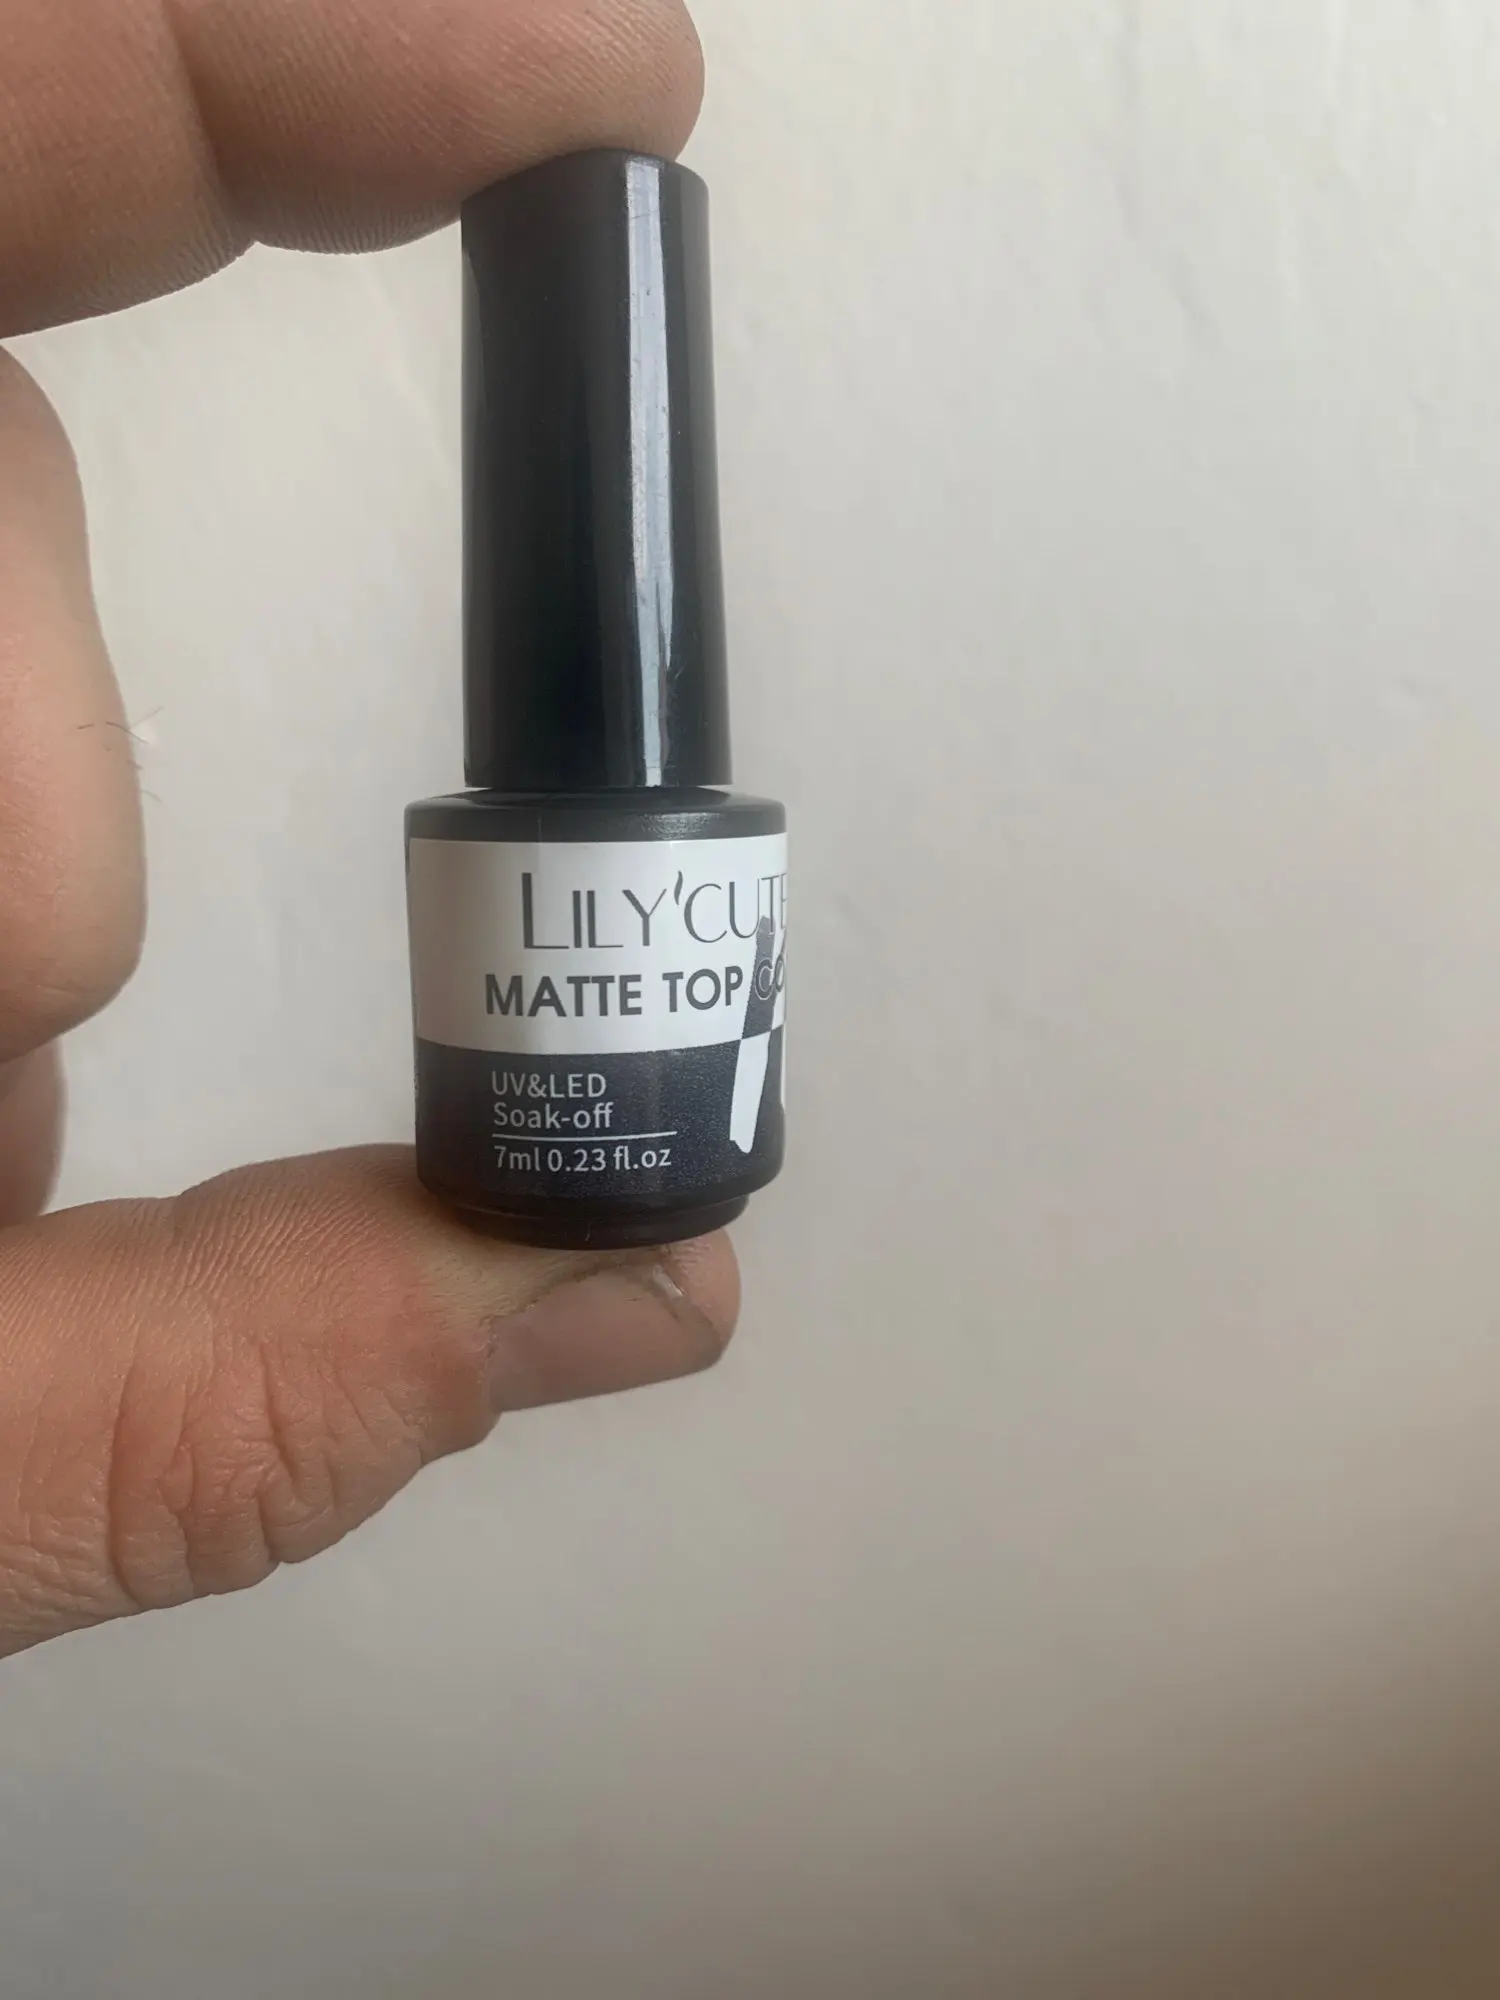 LILY'CUTE
MATTE TOP
UV&LED
Soak-off
7ml 0.23 fl.oz